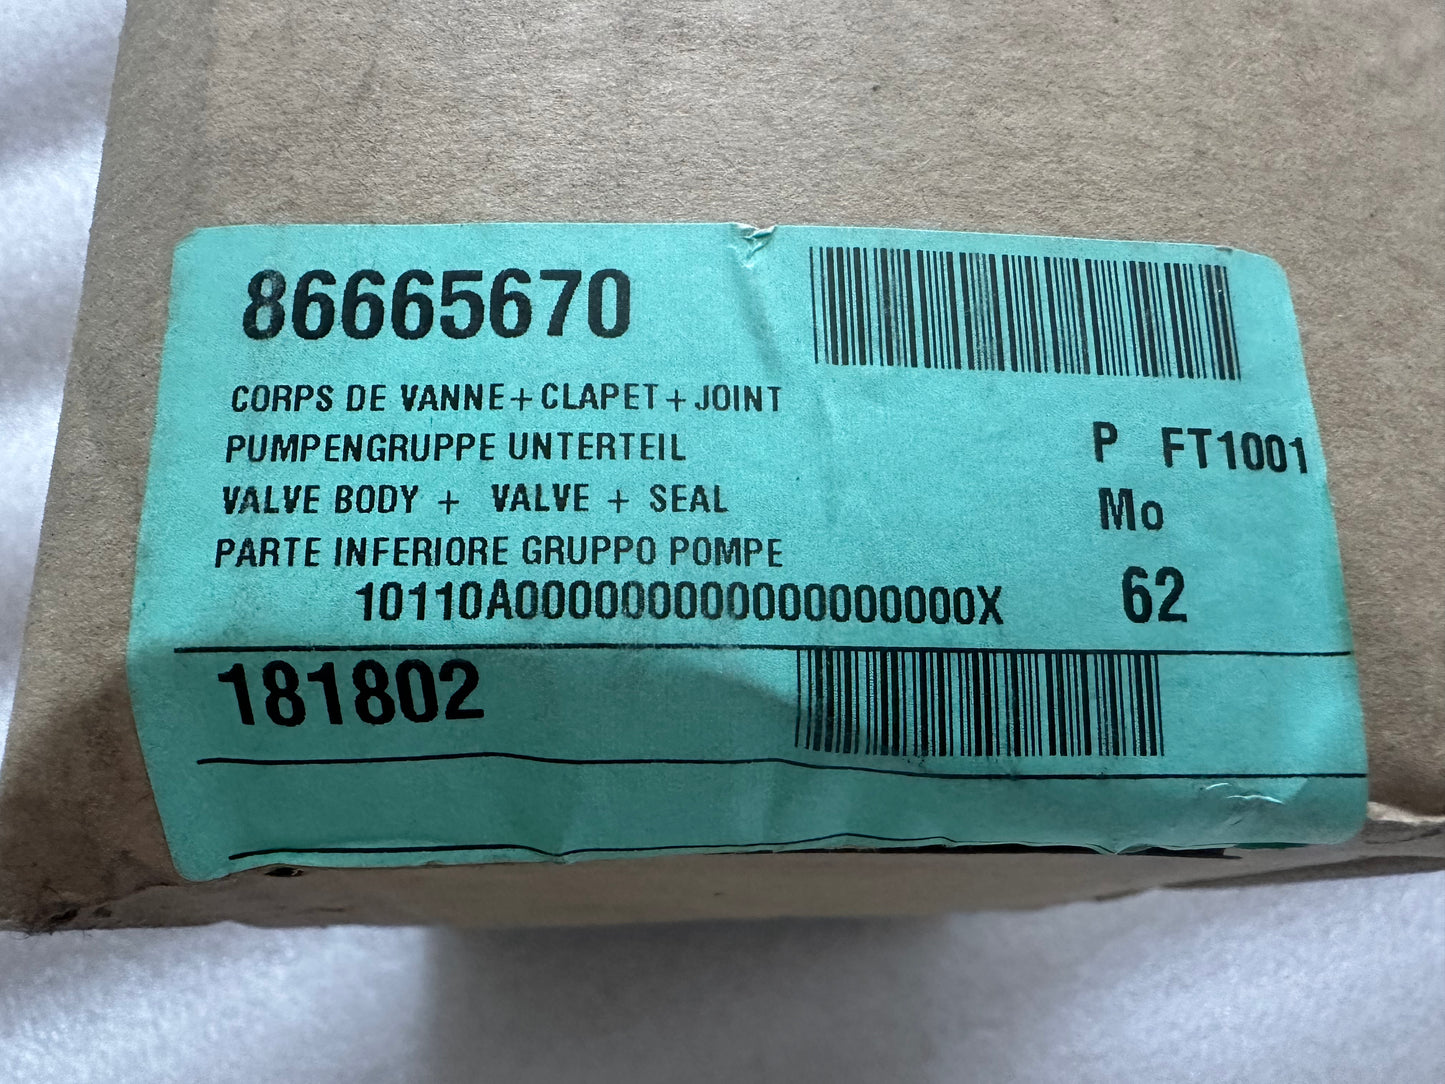 86665670
CORPS DE VANNE+CLAPET+JOINT
PUMPENGRUPPE UNTERTEIL
VALVE BODY + VALVE + SEAL
PARTE INFERIORE GRUPPO POMPE
10110A00000000000000000X
P FT1001
Mo
62
181802